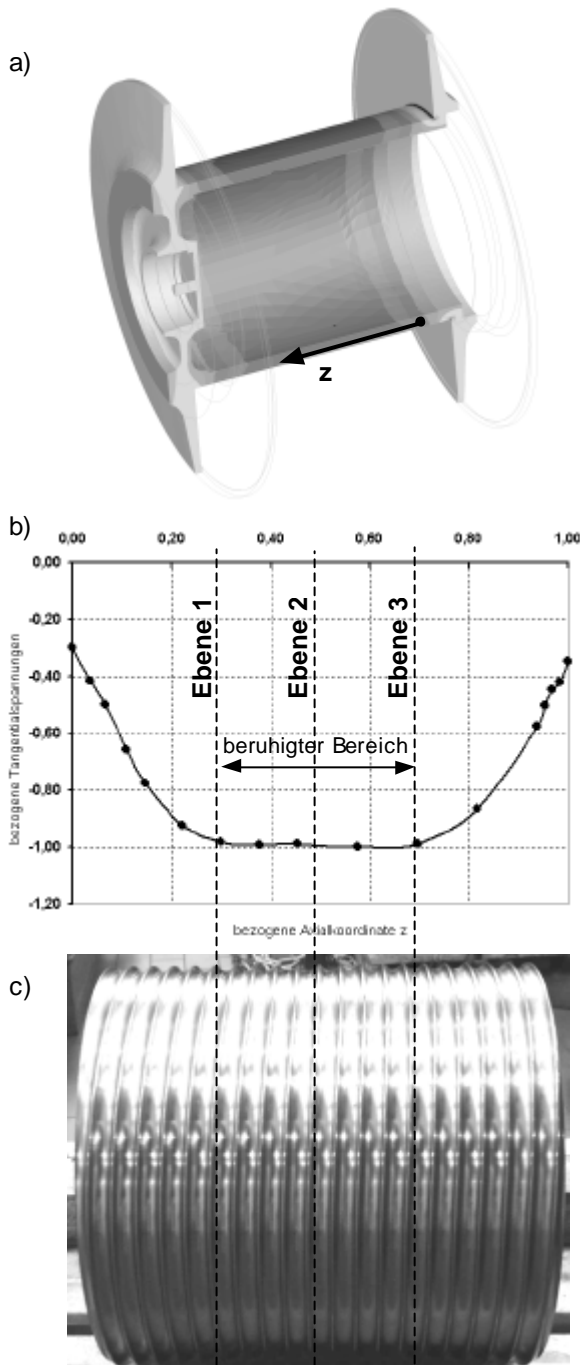 a)
z
b)
0,00 0,20 0,40 0,60 0,80 1,00
0,00
-0,20
-0,40
-0,60
-0,80
-1,00
-1,20
bezogene Tangentialspannungen
Ebene 1
Ebene 2
Ebene 3
beruhigter Bereich
bezogene Axialkoordinate z
c)